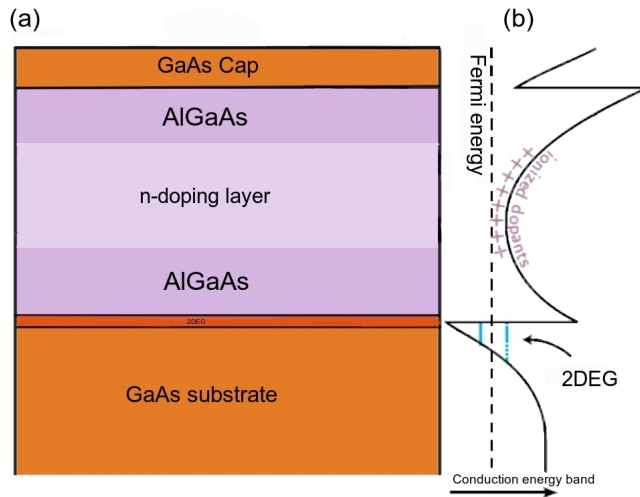 (a)
GaAs Cap
AlGaAs
n-doping layer
AlGaAs
2DEG
GaAs substrate
(b)
Fermi energy
ionized dopants
2DEG
Conduction energy band